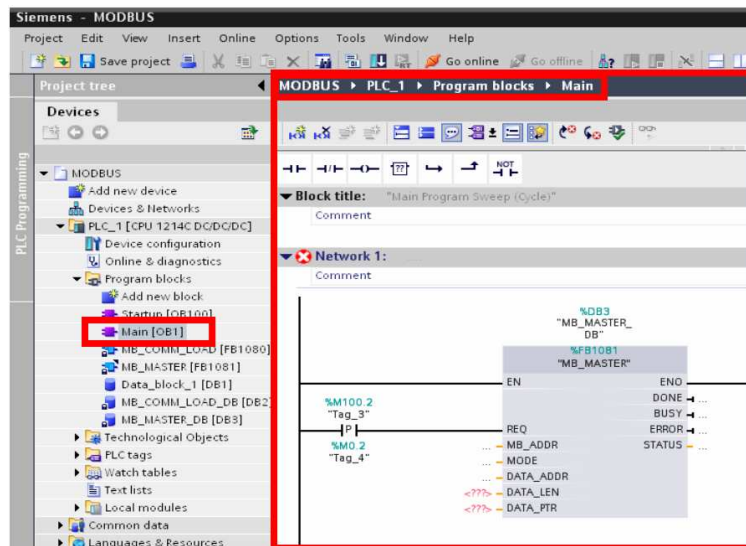 Siemens - MODBUS
Project Edit View Insert Online Options Tools Window Help
Save project Go online Go offline
Project tree
MODBUS ▸ PLC_1 ▸ Program blocks ▸ Main
Devices
PLC Programming
MODBUS
Add new device
Devices & Networks
PLC_1 [CPU 1214C DC/DC/DC]
Device configuration
Online & diagnostics
Program blocks
Add new block
Startup [OB100]
Main [OB1]
MB_COMM_LOAD [FB1080]
MB_MASTER [FB1081]
Data_block_1 [DB1]
MB_COMM_LOAD_DB [DB2]
MB_MASTER_DB [DB3]
Technological Objects
PLC tags
Watch tables
Text lists
Local modules
Common data
Languages & Resources
NOT
Block title: "Main Program Sweep (Cycle)"
Comment
Network 1: .....
Comment
%DB3
"MB_MASTER_
DB"
%FB1081
"MB_MASTER"
EN ENO
DONE ...
%M100.2
"Tag_3"
BUSY ...
P REQ ERROR ...
%M0.2
"Tag_4"
... MB_ADDR STATUS ...
... MODE
... DATA_ADDR
<???> DATA_LEN
<???> DATA_PTR